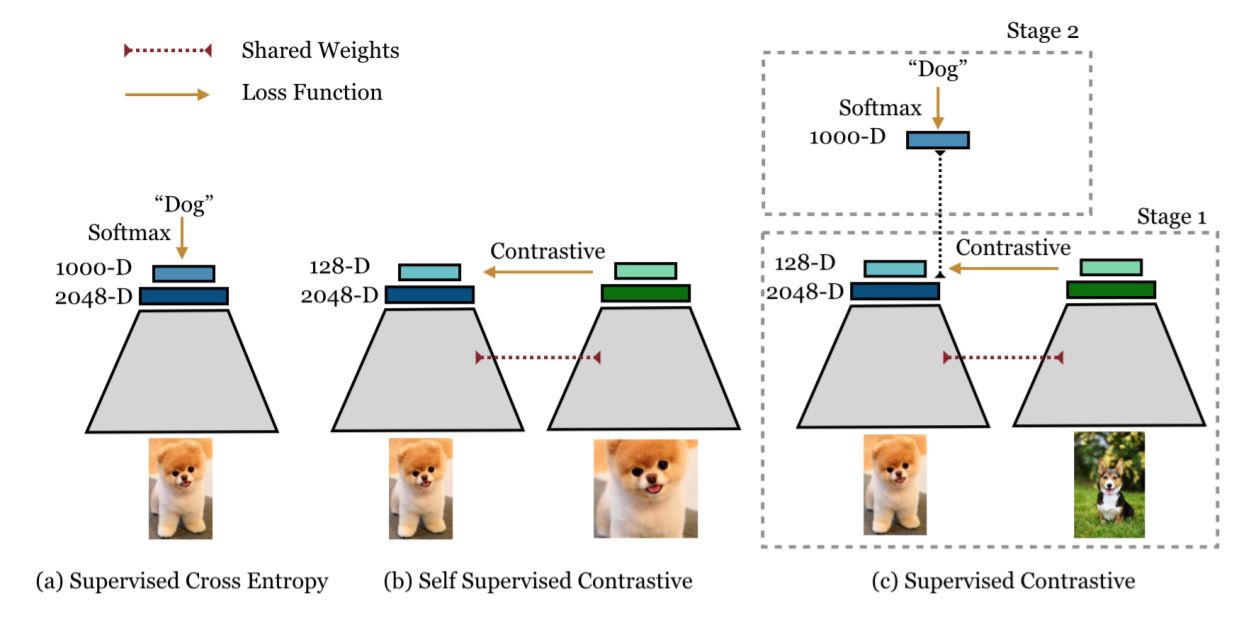 Shared Weights
Loss Function
“Dog”
Softmax
1000-D
2048-D
(a) Supervised Cross Entropy
Contrastive
128-D
2048-D
(b) Self Supervised Contrastive
Stage 2
“Dog”
Softmax
1000-D
Stage 1
Contrastive
128-D
2048-D
(c) Supervised Contrastive